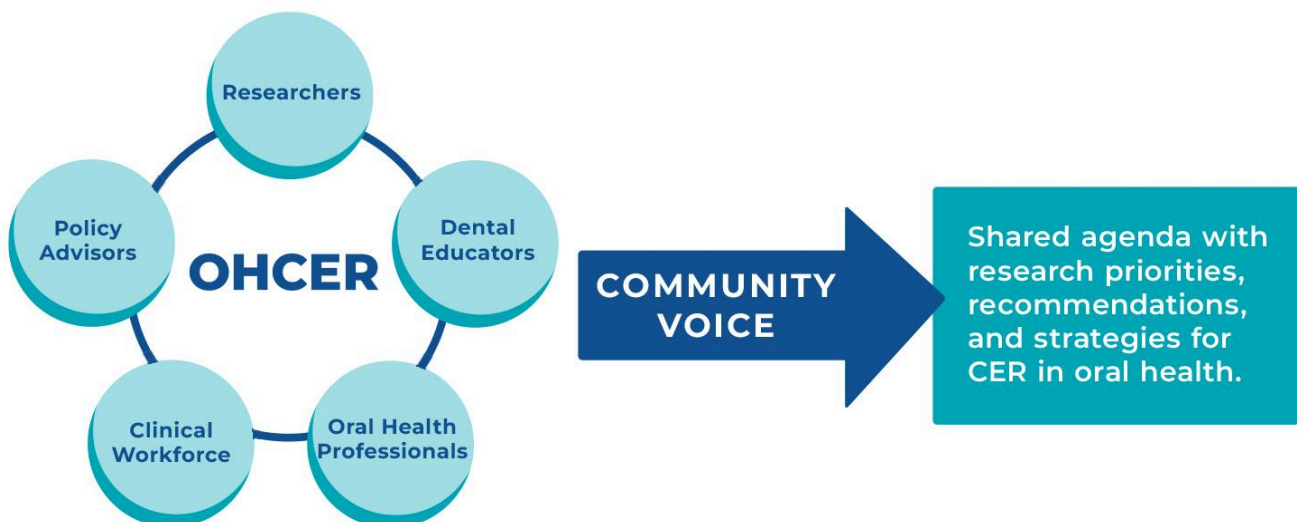 Researchers
Policy
Advisors
Dental
Educators
OHCER
Clinical
Workforce
Oral Health
Professionals
COMMUNITY
VOICE
Shared agenda with
research priorities,
recommendations,
and strategies for
CER in oral health.